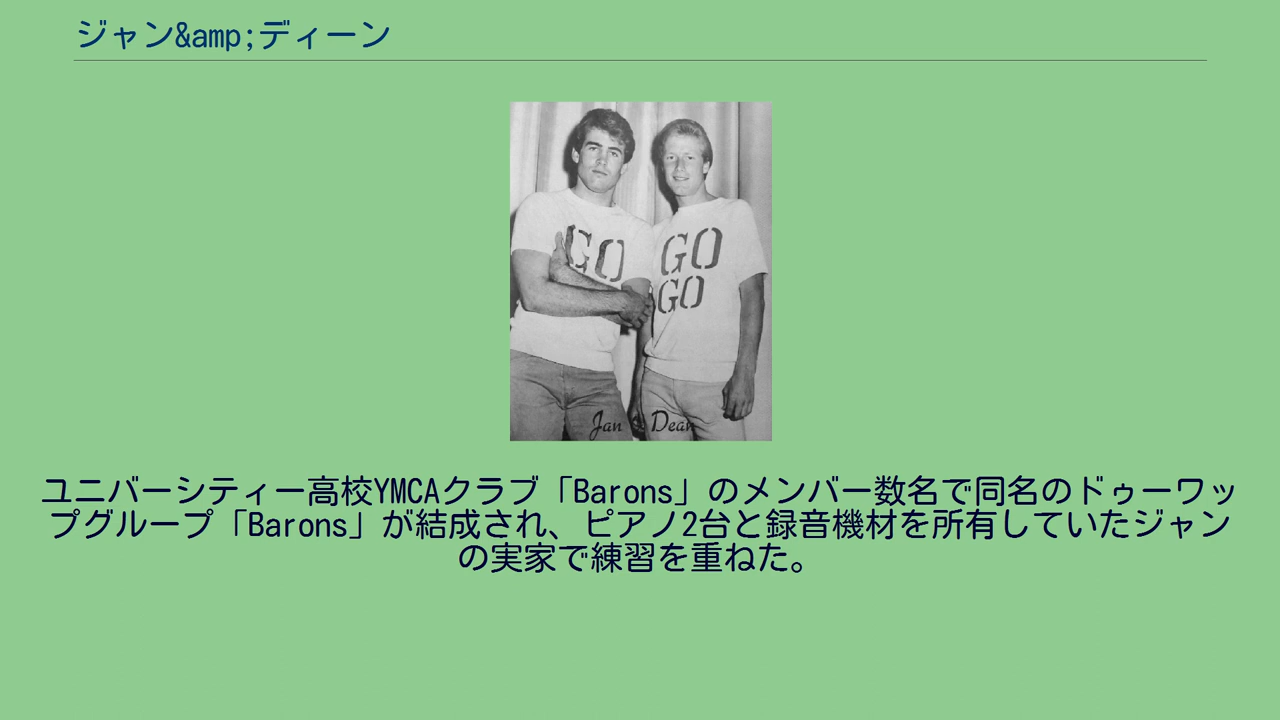 ジャン&amp;ディーン
GO GO
GO
Jan & Dean
ユニバーシティー高校YMCAクラブ「Barons」のメンバー数名で同名のドゥーワッ
プグループ「Barons」が結成され、ピアノ2台と録音機材を所有していたジャン
の実家で練習を重ねた。